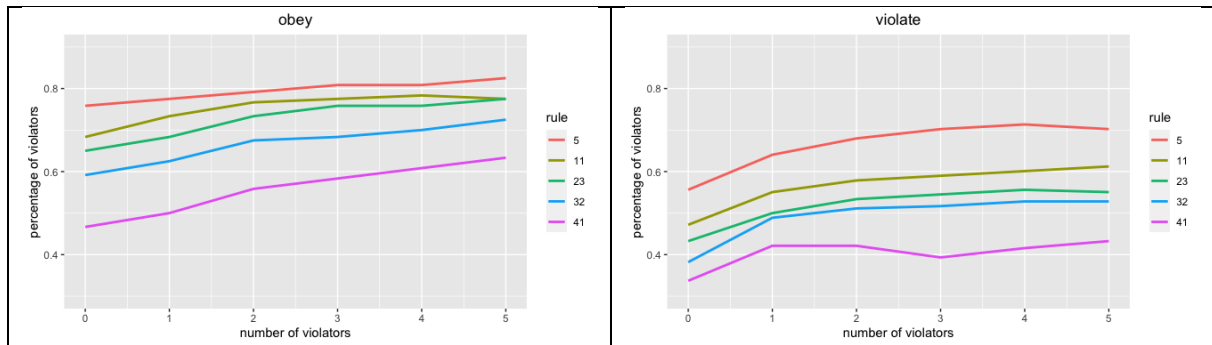 obey
percentage of violators
0.8
0.6
0.4
0 1 2 3 4 5
number of violators
rule
5
11
23
32
41
violate
percentage of violators
0.8
0.6
0.4
0 1 2 3 4 5
number of violators
rule
5
11
23
32
41